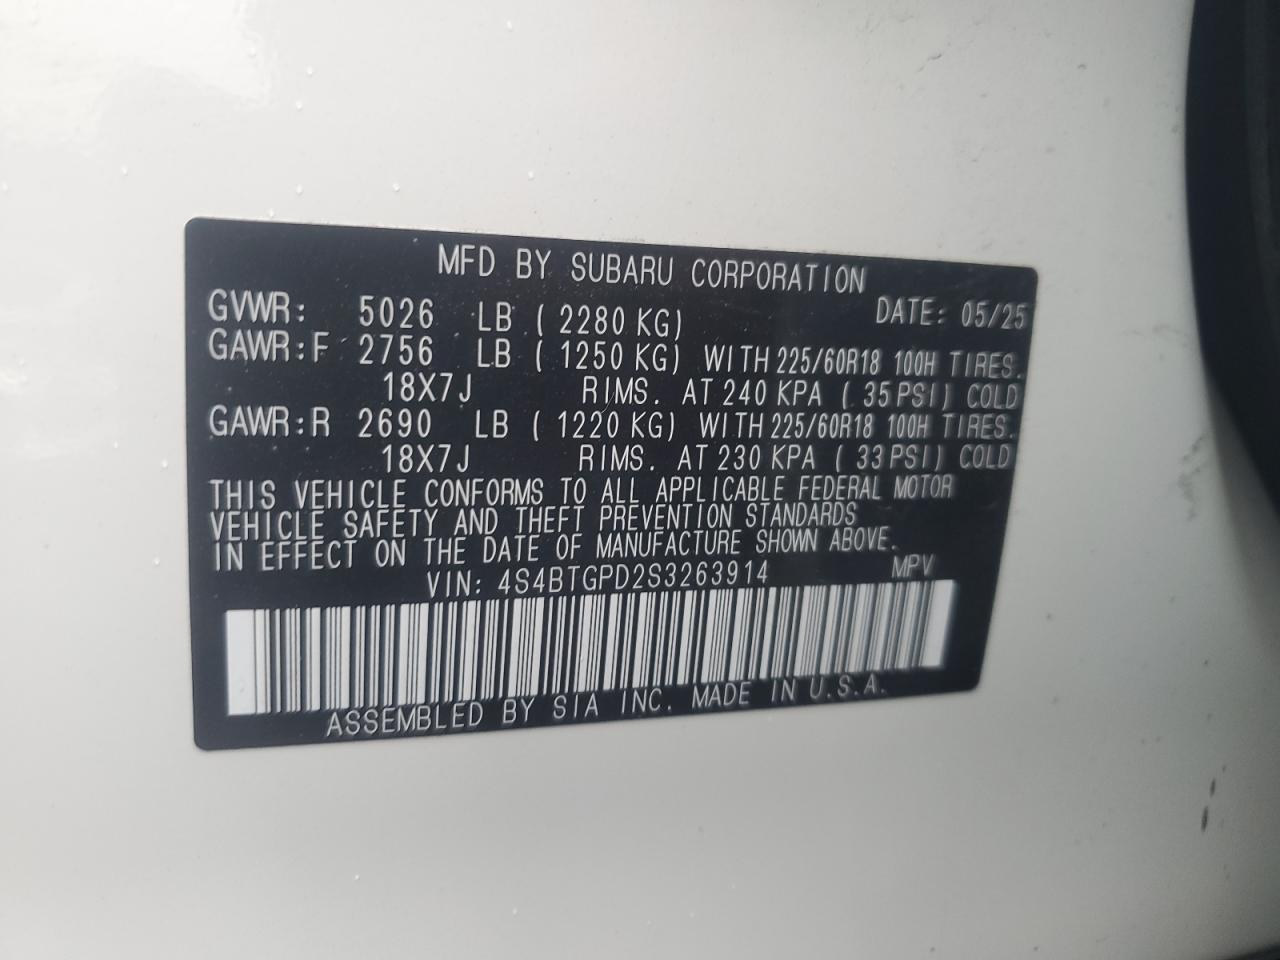 MFD BY SUBARU CORPORATION
GVWR: 5026 LB ( 2280 KG) DATE: 05/25
GAWR:F 2756 LB ( 1250 KG) WITH 225/60R18 100H TIRES.
18X7J RIMS. AT 240 KPA ( 35 PSI) COLD
GAWR:R 2690 LB ( 1220 KG) WITH 225/60R18 100H TIRES.
18X7J RIMS. AT 230 KPA ( 33 PSI) COLD
THIS VEHICLE CONFORMS TO ALL APPLICABLE FEDERAL MOTOR
VEHICLE SAFETY AND THEFT PREVENTION STANDARDS
IN EFFECT ON THE DATE OF MANUFACTURE SHOWN ABOVE.
VIN: 4S4BTGPD2S3263914 MPV
ASSEMBLED BY SIA INC. MADE IN U.S.A.